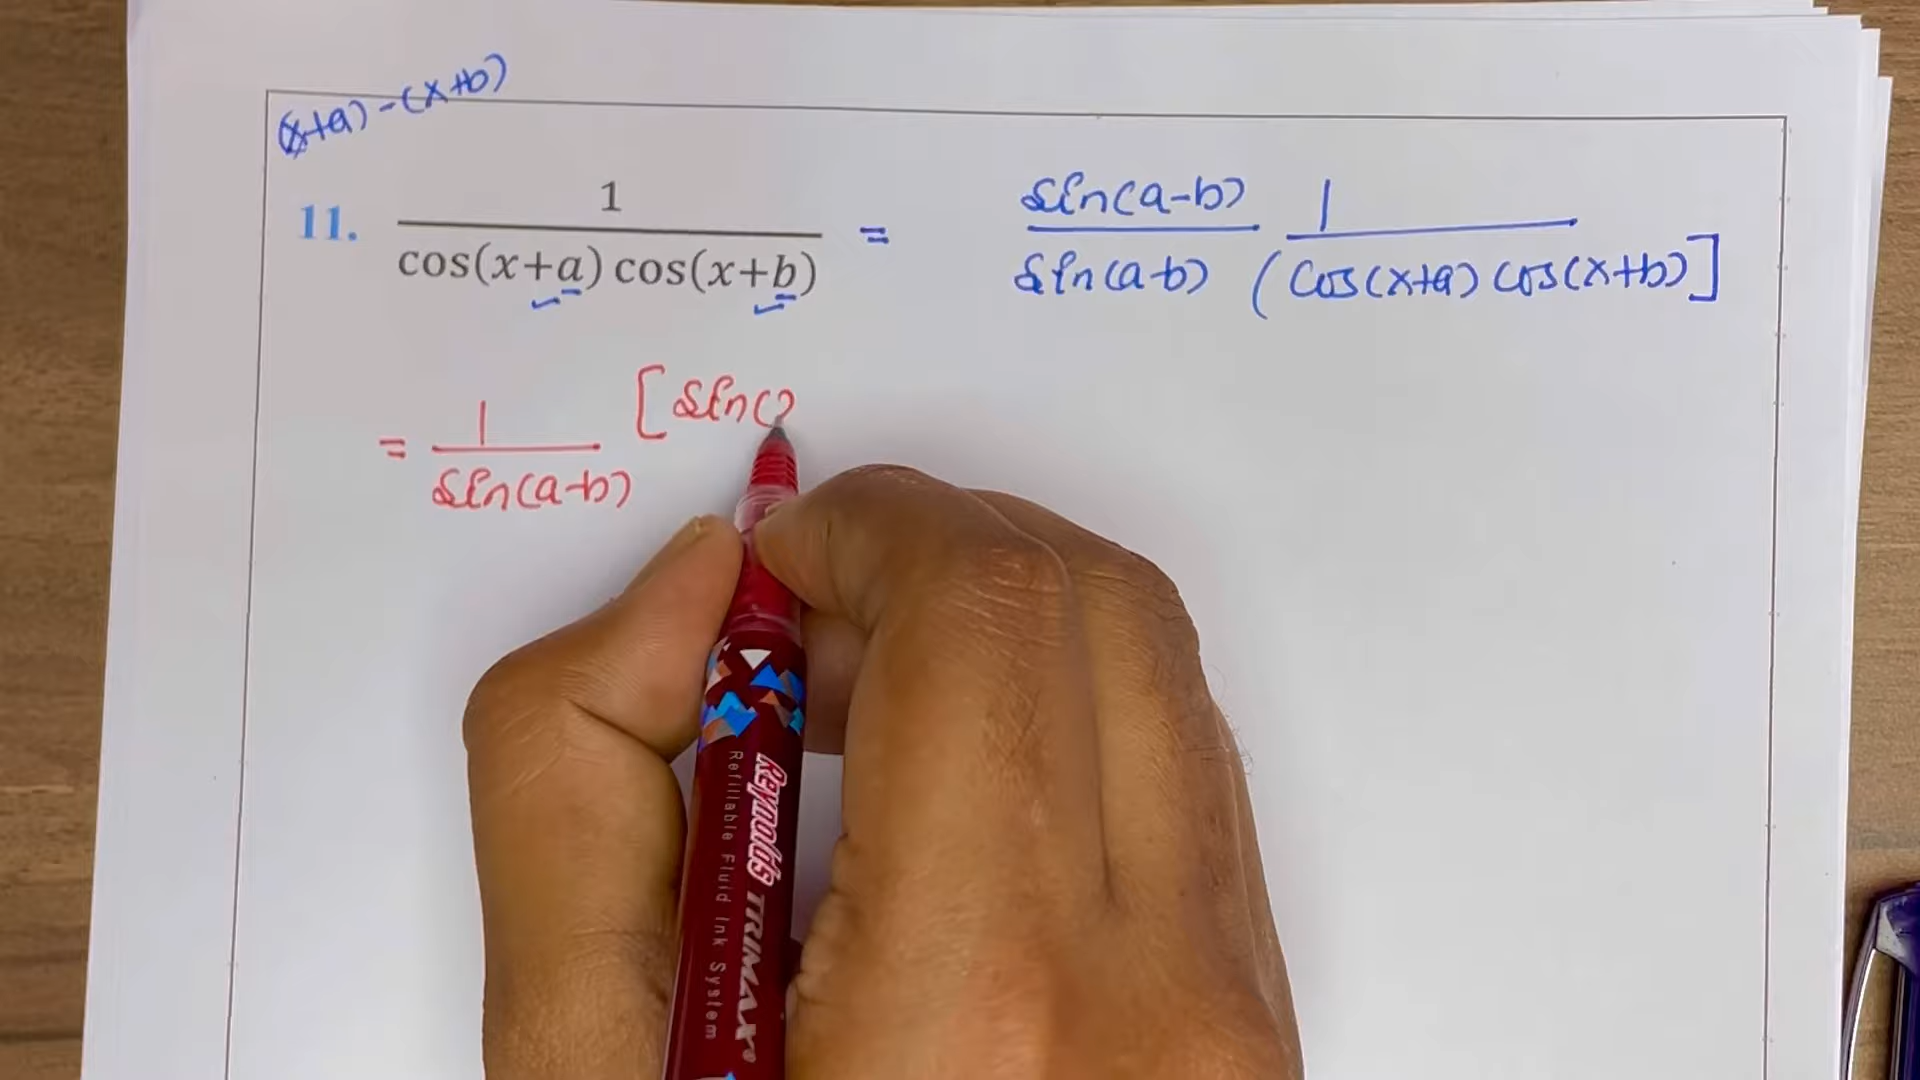 (x+a)-(x+b)
1
sin(a-b) 1
11. ――― = ――― ―――
cos(x+a) cos(x+b)
sin(a-b) (cos(x+a) cos(x+b)]
1 [sin(x
= ―――
sin(a-b)
Reynolds TRIMAX®
Refillable Fluid Ink System